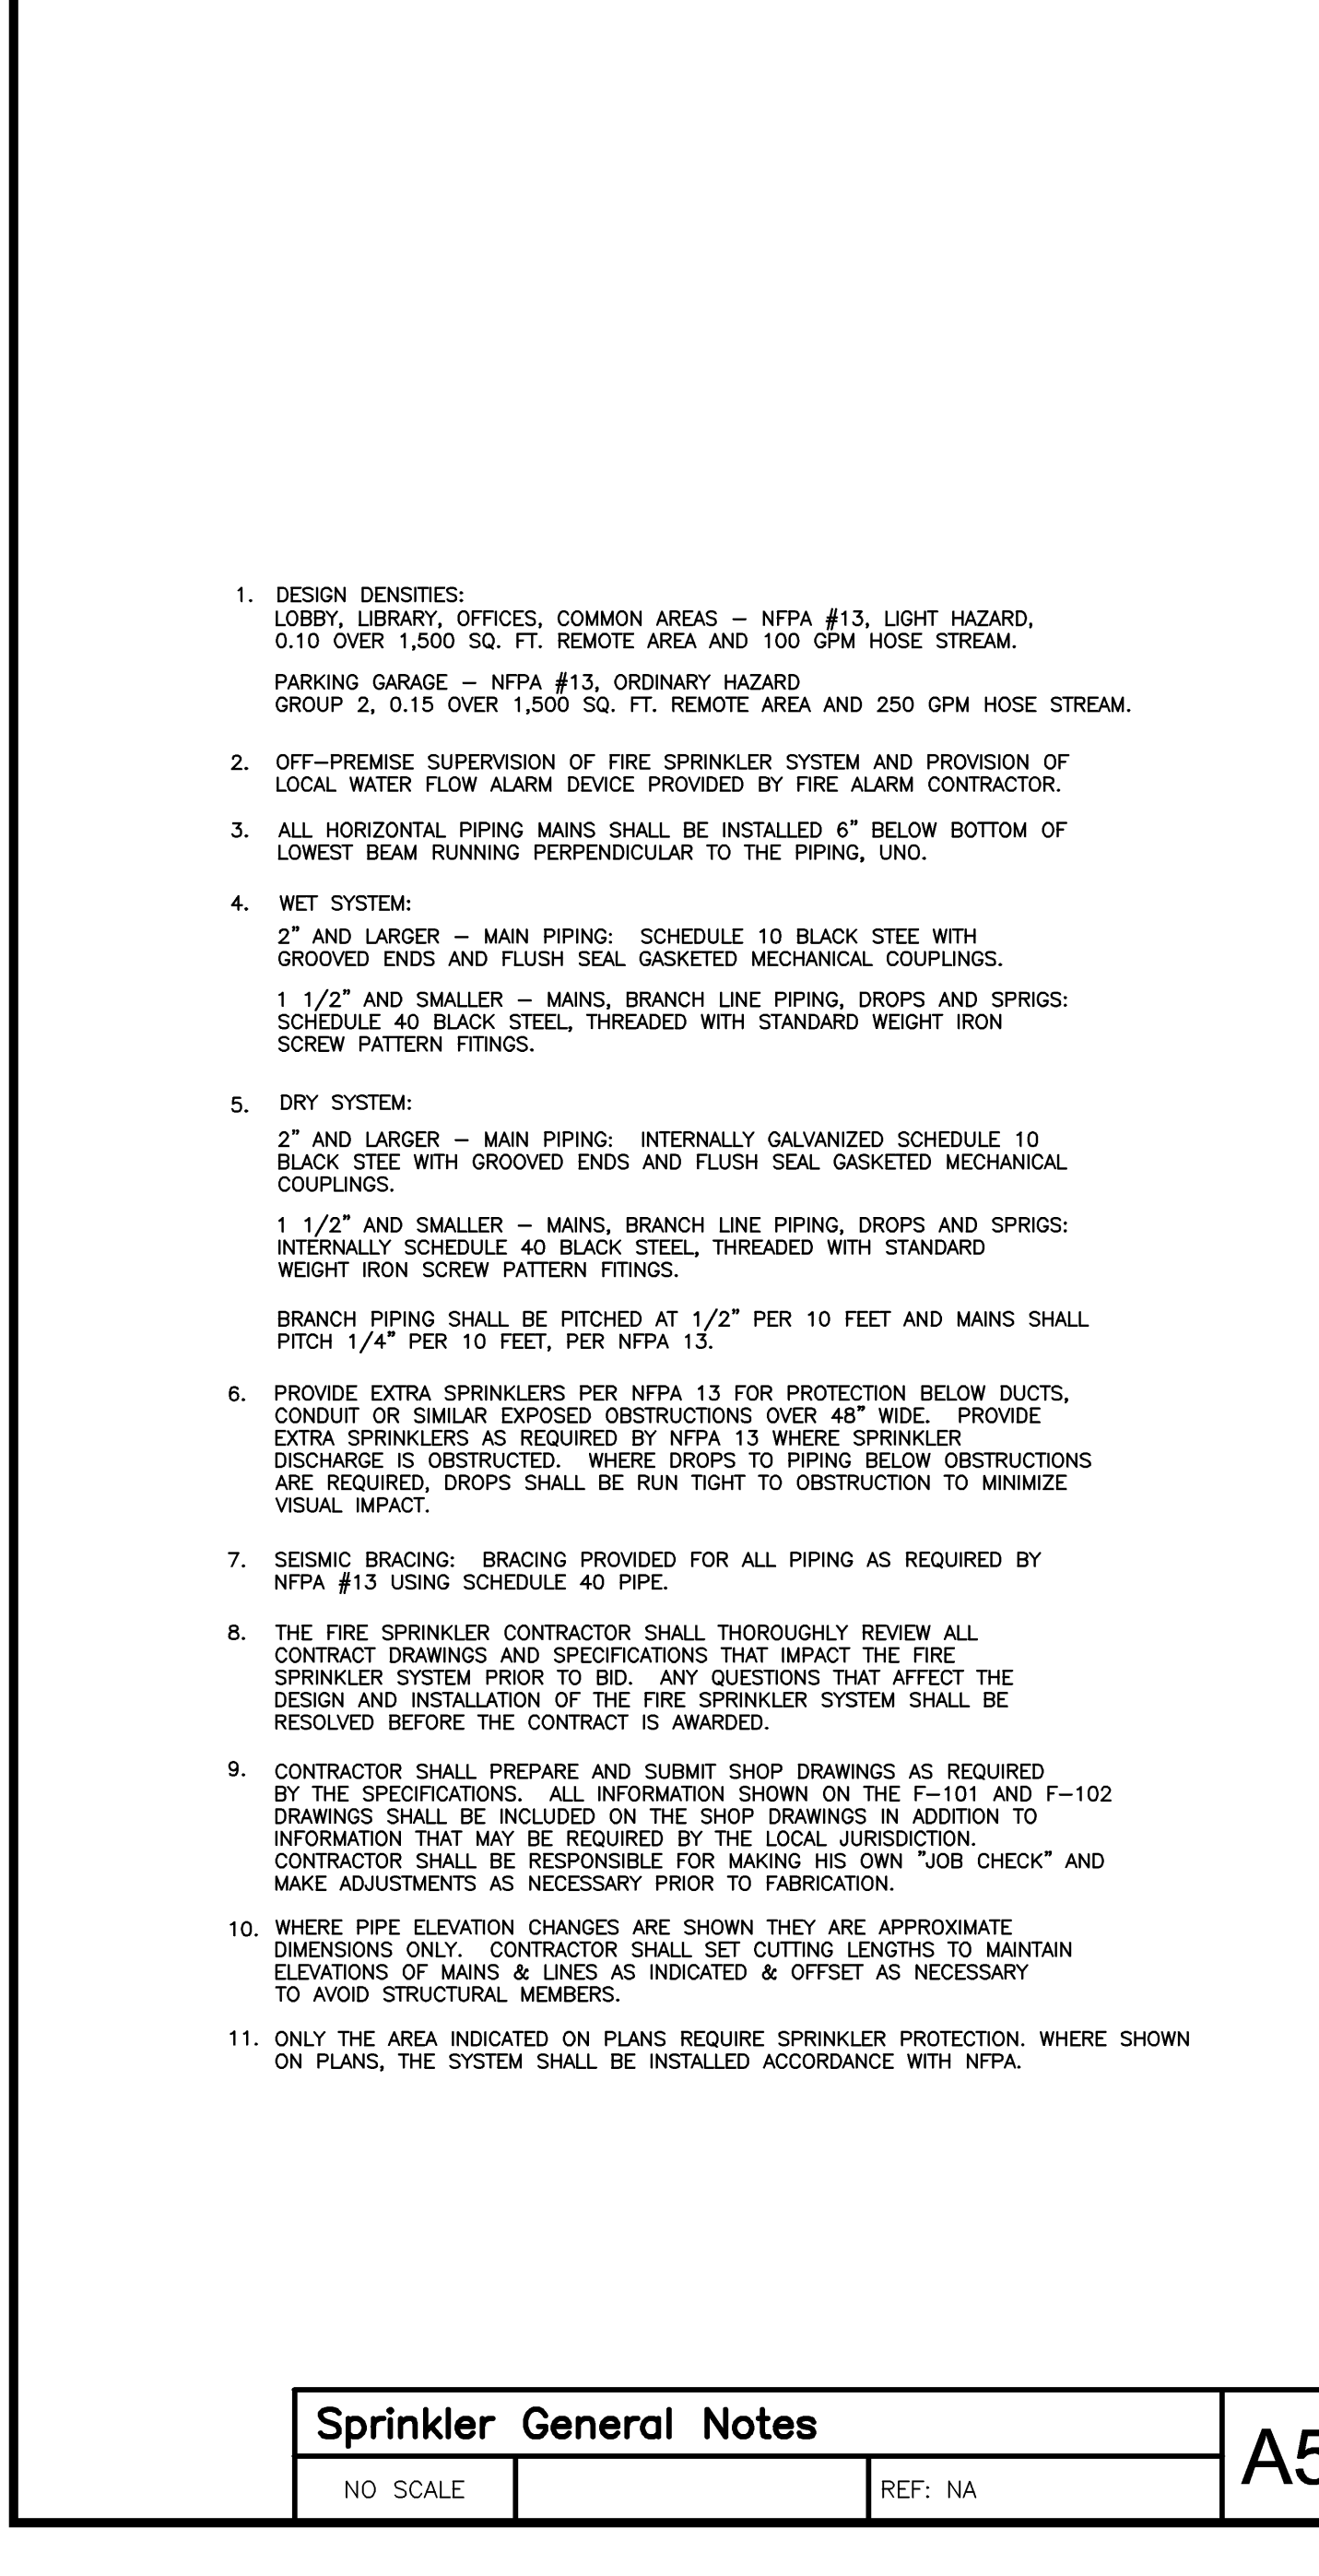 1. DESIGN DENSITIES:
LOBBY, LIBRARY, OFFICES, COMMON AREAS – NFPA #13, LIGHT HAZARD,
0.10 OVER 1,500 SQ. FT. REMOTE AREA AND 100 GPM HOSE STREAM.
PARKING GARAGE – NFPA #13, ORDINARY HAZARD
GROUP 2, 0.15 OVER 1,500 SQ. FT. REMOTE AREA AND 250 GPM HOSE STREAM.
2. OFF–PREMISE SUPERVISION OF FIRE SPRINKLER SYSTEM AND PROVISION OF
LOCAL WATER FLOW ALARM DEVICE PROVIDED BY FIRE ALARM CONTRACTOR.
3. ALL HORIZONTAL PIPING MAINS SHALL BE INSTALLED 6" BELOW BOTTOM OF
LOWEST BEAM RUNNING PERPENDICULAR TO THE PIPING, UNO.
4. WET SYSTEM:
2" AND LARGER – MAIN PIPING: SCHEDULE 10 BLACK STEE WITH
GROOVED ENDS AND FLUSH SEAL GASKETED MECHANICAL COUPLINGS.
1 1/2" AND SMALLER – MAINS, BRANCH LINE PIPING, DROPS AND SPRIGS:
SCHEDULE 40 BLACK STEEL, THREADED WITH STANDARD WEIGHT IRON
SCREW PATTERN FITINGS.
5. DRY SYSTEM:
2" AND LARGER – MAIN PIPING: INTERNALLY GALVANIZED SCHEDULE 10
BLACK STEE WITH GROOVED ENDS AND FLUSH SEAL GASKETED MECHANICAL
COUPLINGS.
1 1/2" AND SMALLER – MAINS, BRANCH LINE PIPING, DROPS AND SPRIGS:
INTERNALLY SCHEDULE 40 BLACK STEEL, THREADED WITH STANDARD
WEIGHT IRON SCREW PATTERN FITINGS.
BRANCH PIPING SHALL BE PITCHED AT 1/2" PER 10 FEET AND MAINS SHALL
PITCH 1/4" PER 10 FEET, PER NFPA 13.
6. PROVIDE EXTRA SPRINKLERS PER NFPA 13 FOR PROTECTION BELOW DUCTS,
CONDUIT OR SIMILAR EXPOSED OBSTRUCTIONS OVER 48" WIDE. PROVIDE
EXTRA SPRINKLERS AS REQUIRED BY NFPA 13 WHERE SPRINKLER
DISCHARGE IS OBSTRUCTED. WHERE DROPS TO PIPING BELOW OBSTRUCTIONS
ARE REQUIRED, DROPS SHALL BE RUN TIGHT TO OBSTRUCTION TO MINIMIZE
VISUAL IMPACT.
7. SEISMIC BRACING: BRACING PROVIDED FOR ALL PIPING AS REQUIRED BY
NFPA #13 USING SCHEDULE 40 PIPE.
8. THE FIRE SPRINKLER CONTRACTOR SHALL THOROUGHLY REVIEW ALL
CONTRACT DRAWINGS AND SPECIFICATIONS THAT IMPACT THE FIRE
SPRINKLER SYSTEM PRIOR TO BID. ANY QUESTIONS THAT AFFECT THE
DESIGN AND INSTALLATION OF THE FIRE SPRINKLER SYSTEM SHALL BE
RESOLVED BEFORE THE CONTRACT IS AWARDED.
9. CONTRACTOR SHALL PREPARE AND SUBMIT SHOP DRAWINGS AS REQUIRED
BY THE SPECIFICATIONS. ALL INFORMATION SHOWN ON THE F–101 AND F–102
DRAWINGS SHALL BE INCLUDED ON THE SHOP DRAWINGS IN ADDITION TO
INFORMATION THAT MAY BE REQUIRED BY THE LOCAL JURISDICTION.
CONTRACTOR SHALL BE RESPONSIBLE FOR MAKING HIS OWN "JOB CHECK" AND
MAKE ADJUSTMENTS AS NECESSARY PRIOR TO FABRICATION.
10. WHERE PIPE ELEVATION CHANGES ARE SHOWN THEY ARE APPROXIMATE
DIMENSIONS ONLY. CONTRACTOR SHALL SET CUTTING LENGTHS TO MAINTAIN
ELEVATIONS OF MAINS & LINES AS INDICATED & OFFSET AS NECESSARY
TO AVOID STRUCTURAL MEMBERS.
11. ONLY THE AREA INDICATED ON PLANS REQUIRE SPRINKLER PROTECTION. WHERE SHOWN
ON PLANS, THE SYSTEM SHALL BE INSTALLED ACCORDANCE WITH NFPA.
Sprinkler General Notes
A5
NO SCALE
REF: NA